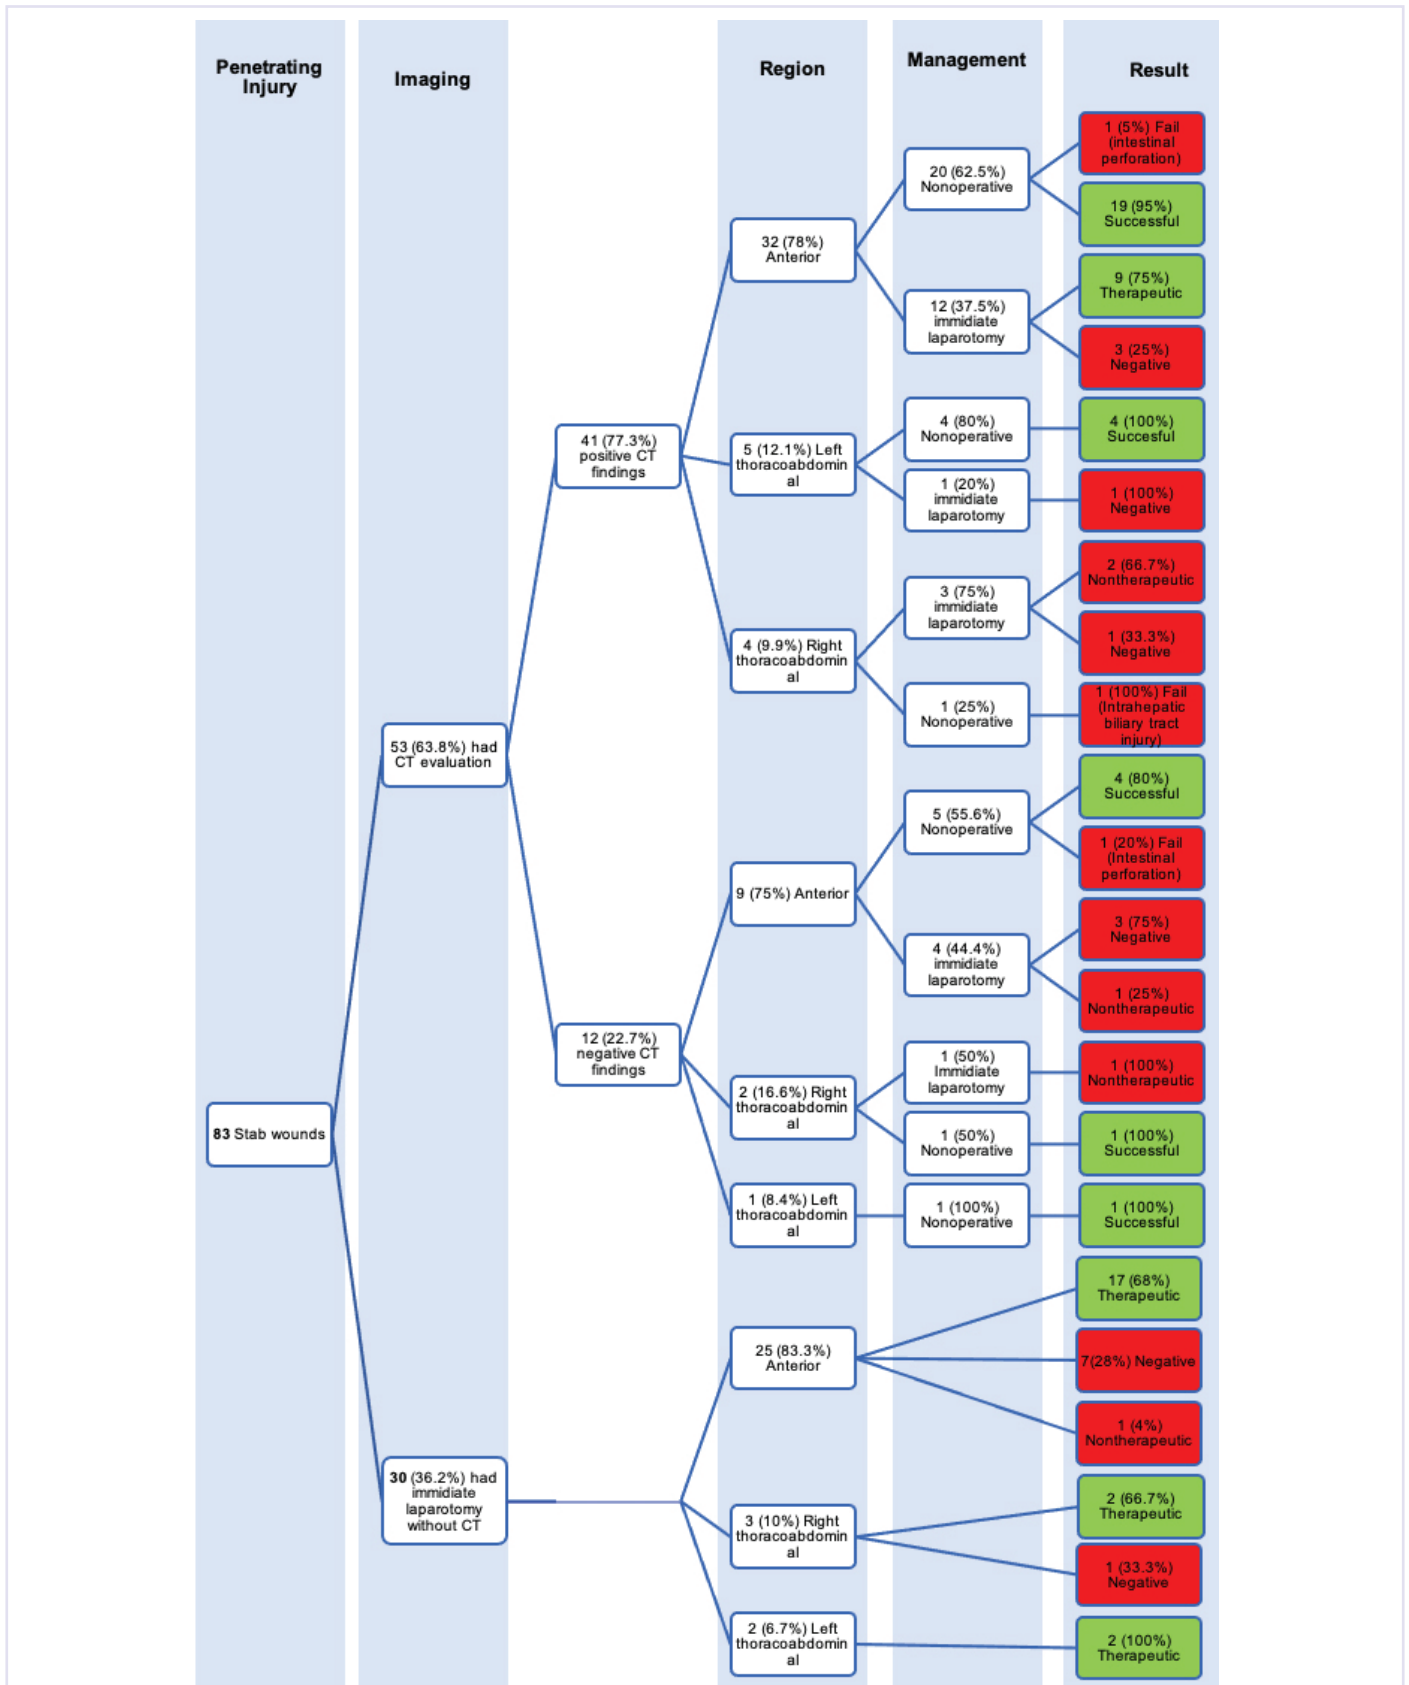 Penetrating
Injury
Imaging
Region
Management
Result
83 Stab wounds
53 (63.8%) had
CT evaluation
30 (36.2%) had
immidiate
laparotomy
without CT
41 (77.3%)
positive CT
findings
12 (22.7%)
negative CT
findings
32 (78%)
Anterior
5 (12.1%) Left
thoracoabdomin
al
4 (9.9%) Right
thoracoabdomin
al
9 (75%) Anterior
2 (16.6%) Right
thoracoabdomin
al
1 (8.4%) Left
thoracoabdomin
al
25 (83.3%)
Anterior
3 (10%) Right
thoracoabdomin
al
2 (6.7%) Left
thoracoabdomin
al
20 (62.5%)
Nonoperative
12 (37.5%)
immidiate
laparotomy
4 (80%)
Nonoperative
1 (20%)
immidiate
laparotomy
3 (75%)
immidiate
laparotomy
1 (25%)
Nonoperative
5 (55.6%)
Nonoperative
4 (44.4%)
immidiate
laparotomy
1 (50%)
Immidiate
laparotomy
1 (50%)
Nonoperative
1 (100%)
Nonoperative
1 (5%) Fail
(intestinal
perforation)
19 (95%)
Successful
9 (75%)
Therapeutic
3 (25%)
Negative
4 (100%)
Succesful
1 (100%)
Negative
2 (66.7%)
Nontherapeutic
1 (33.3%)
Negative
1 (100%) Fail
(Intrahepatic
biliary tract
injury)
4 (80%)
Successful
1 (20%) Fail
(Intestinal
perforation)
3 (75%)
Negative
1 (25%)
Nontherapeutic
1 (100%)
Nontherapeutic
1 (100%)
Successful
1 (100%)
Successful
17 (68%)
Therapeutic
7(28%) Negative
1 (4%)
Nontherapeutic
2 (66.7%)
Therapeutic
1 (33.3%)
Negative
2 (100%)
Therapeutic